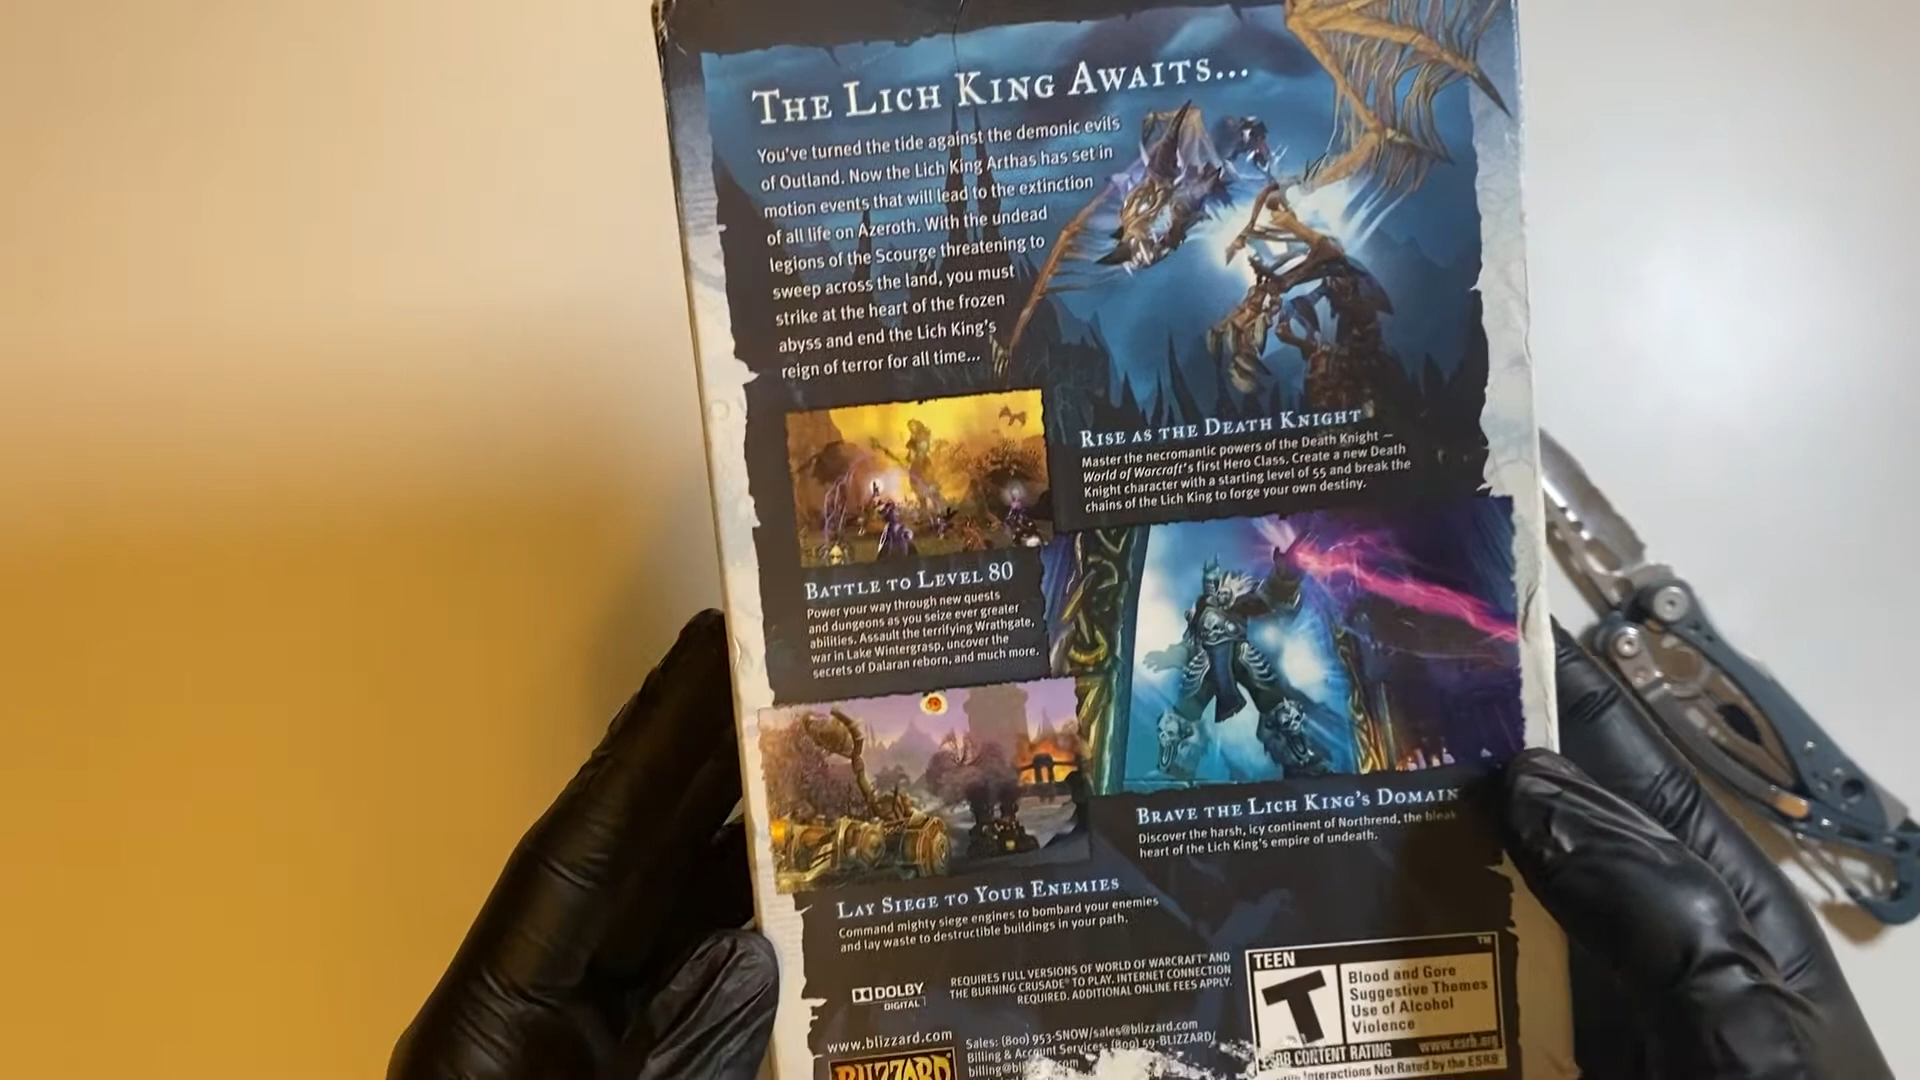 THE LICH KING AWAITS...
You've turned the tide against the demonic evils
of Outland. Now the Lich King Arthas has set in
motion events that will lead to the extinction
of all life on Azeroth. With the undead
legions of the Scourge threatening to
sweep across the land, you must
strike at the heart of the frozen
abyss and end the Lich King's
reign of terror for all time...
RISE AS THE DEATH KNIGHT
Master the necromantic powers of the Death Knight —
World of Warcraft's first Hero Class. Create a new Death
Knight character with a starting level of 55 and break the
chains of the Lich King to forge your own destiny.
BATTLE TO LEVEL 80
Power your way through new quests
and dungeons as you seize ever greater
abilities. Assault the terrifying Wrathgate,
war in Lake Wintergrasp, uncover the
secrets of Dalaran reborn, and much more.
BRAVE THE LICH KING'S DOMAIN
Discover the harsh, icy continent of Northrend, the bleak
heart of the Lich King's empire of undeath.
LAY SIEGE TO YOUR ENEMIES
Command mighty siege engines to bombard your enemies
and lay waste to destructible buildings in your path.
DOLBY
DIGITAL
REQUIRES FULL VERSIONS OF WORLD OF WARCRAFT® AND
THE BURNING CRUSADE® TO PLAY. INTERNET CONNECTION
REQUIRED. ADDITIONAL ONLINE FEES APPLY.
TEEN ™
T
Blood and Gore
Suggestive Themes
Use of Alcohol
Violence
ESRB CONTENT RATING www.esrb.org
Interactions Not Rated by the ESRB
www.blizzard.com
BLIZZARD
Sales: (800) 953-SNOW/sales@blizzard.com
Billing & Account Services: (800) 59-BLIZZARD/